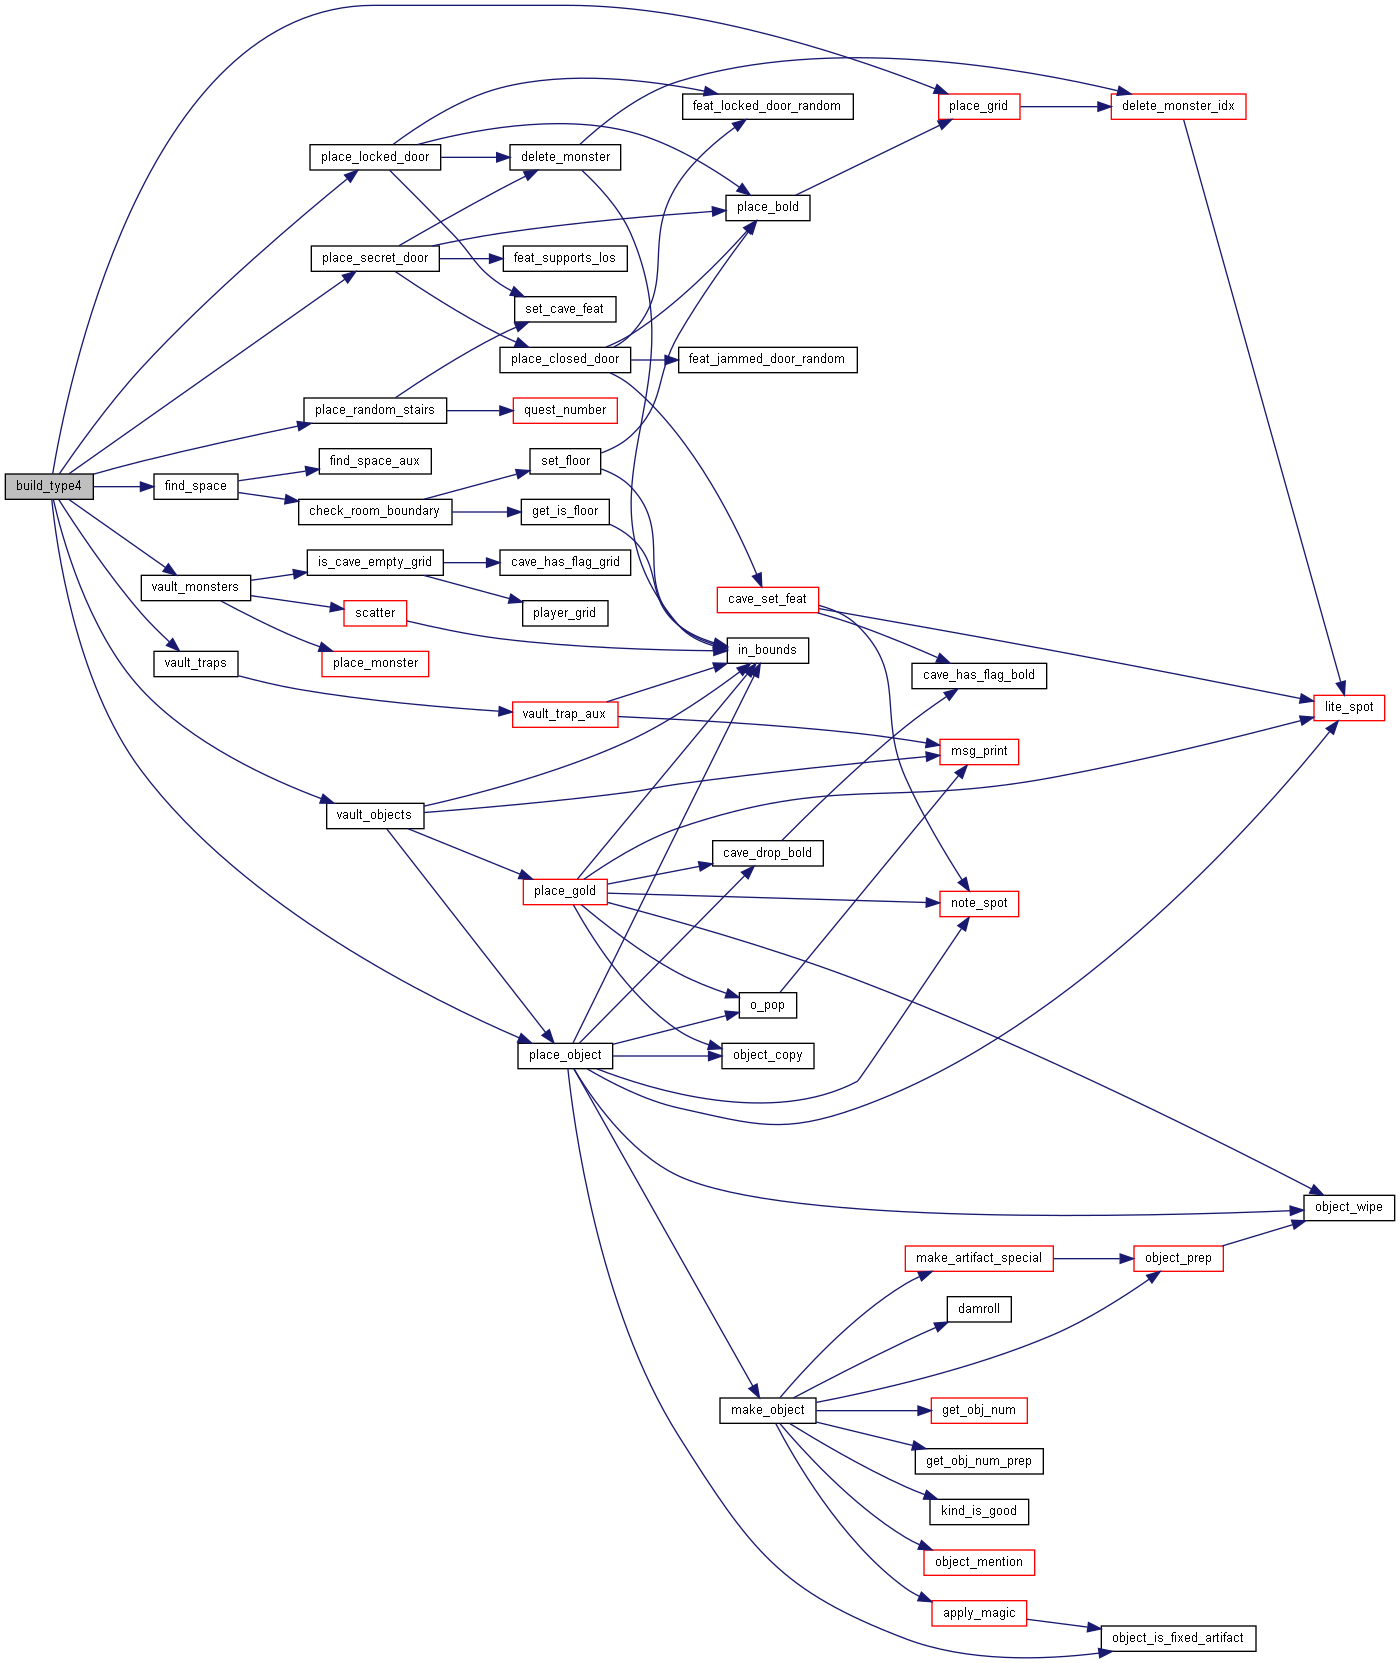 feat_locked_door_random
place_grid
delete_monster_idx
place_locked_door
delete_monster
place_bold
place_secret_door
feat_supports_los
set_cave_feat
place_closed_door
feat_jammed_door_random
place_random_stairs
quest_number
find_space_aux
set_floor
build_type4
find_space
check_room_boundary
get_is_floor
is_cave_empty_grid
cave_has_flag_grid
vault_monsters
scatter
player_grid
cave_set_feat
vault_traps
place_monster
in_bounds
cave_has_flag_bold
vault_trap_aux
lite_spot
msg_print
vault_objects
cave_drop_bold
place_gold
note_spot
o_pop
place_object
object_copy
object_wipe
make_artifact_special
object_prep
damroll
make_object
get_obj_num
get_obj_num_prep
kind_is_good
object_mention
apply_magic
object_is_fixed_artifact